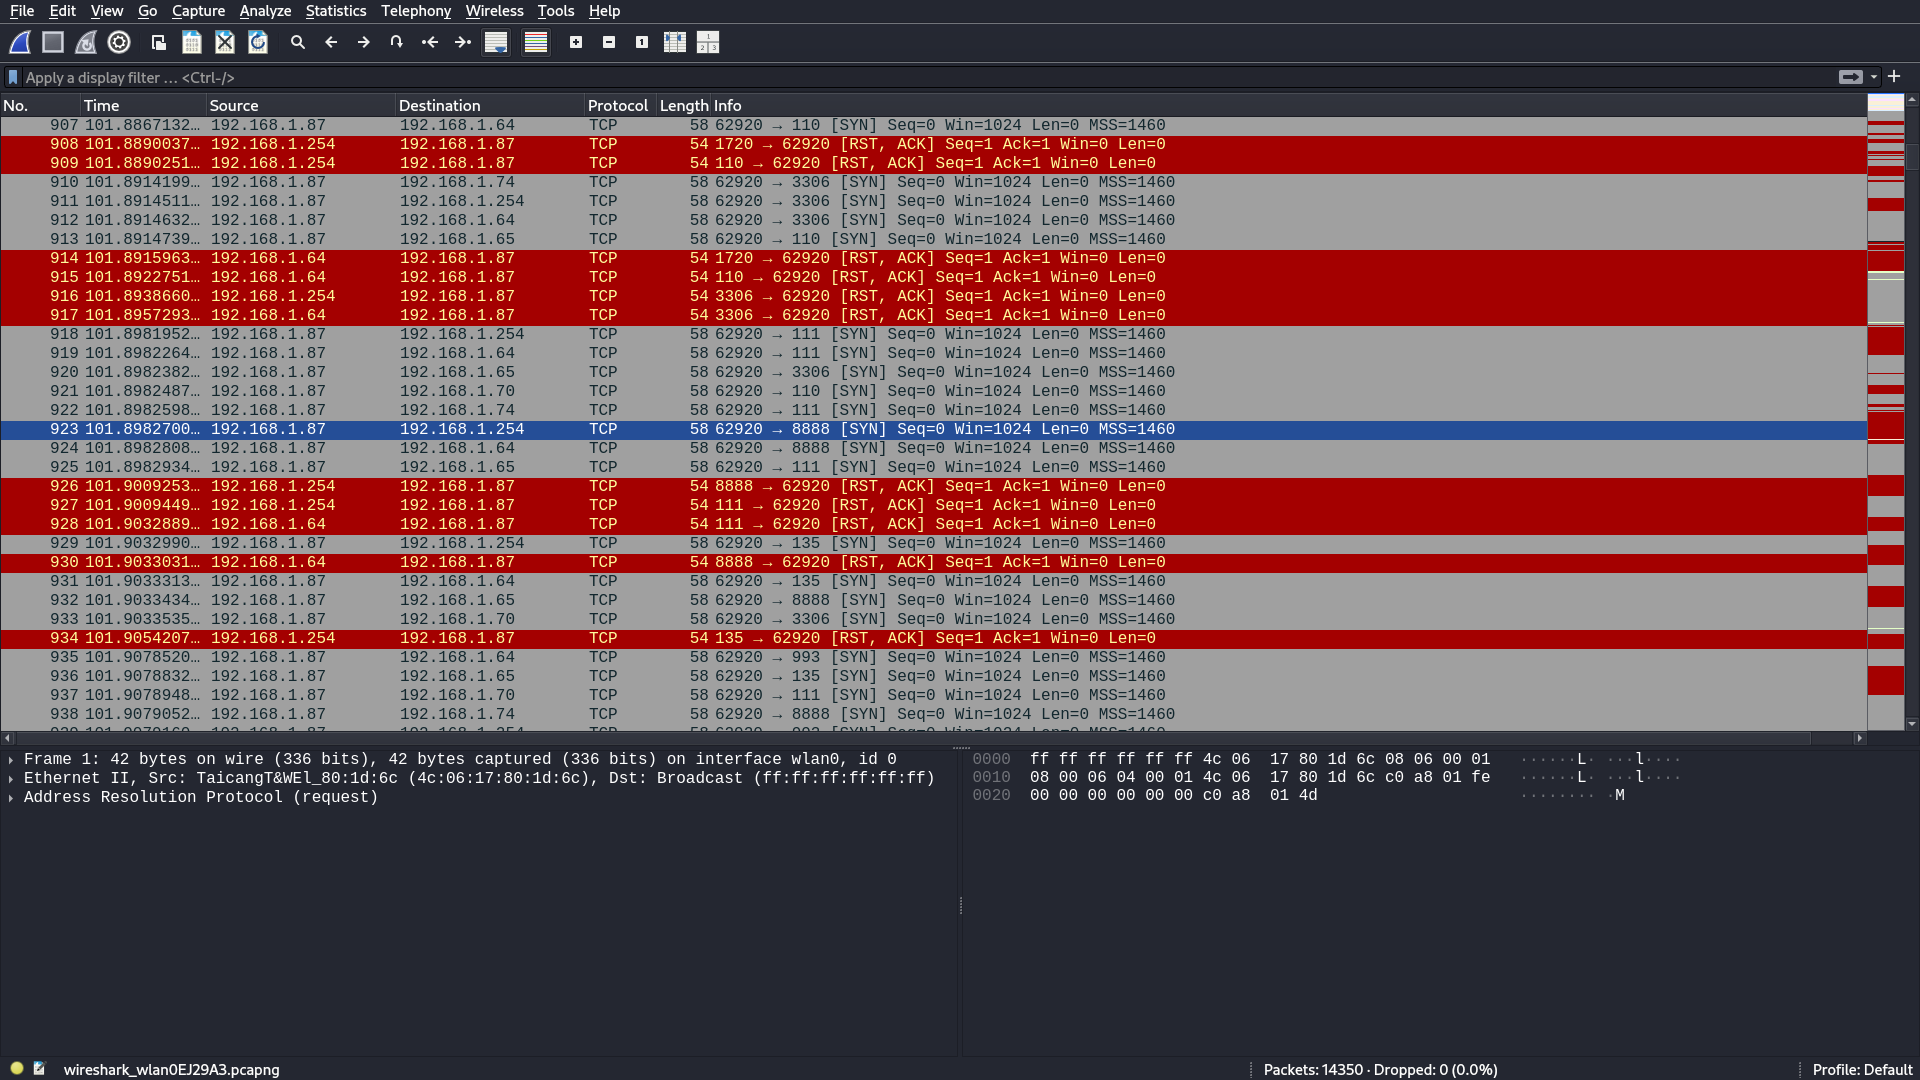 File Edit View Go Capture Analyze Statistics Telephony Wireless Tools Help
Apply a display filter … <Ctrl-/>
No. Time Source Destination Protocol Length Info
907 101.8867132… 192.168.1.87 192.168.1.64 TCP 58 62920 → 110 [SYN] Seq=0 Win=1024 Len=0 MSS=1460
908 101.8890037… 192.168.1.254 192.168.1.87 TCP 54 1720 → 62920 [RST, ACK] Seq=1 Ack=1 Win=0 Len=0
909 101.8890251… 192.168.1.254 192.168.1.87 TCP 54 110 → 62920 [RST, ACK] Seq=1 Ack=1 Win=0 Len=0
910 101.8914199… 192.168.1.87 192.168.1.74 TCP 58 62920 → 3306 [SYN] Seq=0 Win=1024 Len=0 MSS=1460
911 101.8914511… 192.168.1.87 192.168.1.254 TCP 58 62920 → 3306 [SYN] Seq=0 Win=1024 Len=0 MSS=1460
912 101.8914632… 192.168.1.87 192.168.1.64 TCP 58 62920 → 3306 [SYN] Seq=0 Win=1024 Len=0 MSS=1460
913 101.8914739… 192.168.1.87 192.168.1.65 TCP 58 62920 → 110 [SYN] Seq=0 Win=1024 Len=0 MSS=1460
914 101.8915963… 192.168.1.64 192.168.1.87 TCP 54 1720 → 62920 [RST, ACK] Seq=1 Ack=1 Win=0 Len=0
915 101.8922751… 192.168.1.64 192.168.1.87 TCP 54 110 → 62920 [RST, ACK] Seq=1 Ack=1 Win=0 Len=0
916 101.8938660… 192.168.1.254 192.168.1.87 TCP 54 3306 → 62920 [RST, ACK] Seq=1 Ack=1 Win=0 Len=0
917 101.8957293… 192.168.1.64 192.168.1.87 TCP 54 3306 → 62920 [RST, ACK] Seq=1 Ack=1 Win=0 Len=0
918 101.8981952… 192.168.1.87 192.168.1.254 TCP 58 62920 → 111 [SYN] Seq=0 Win=1024 Len=0 MSS=1460
919 101.8982264… 192.168.1.87 192.168.1.64 TCP 58 62920 → 111 [SYN] Seq=0 Win=1024 Len=0 MSS=1460
920 101.8982382… 192.168.1.87 192.168.1.65 TCP 58 62920 → 3306 [SYN] Seq=0 Win=1024 Len=0 MSS=1460
921 101.8982487… 192.168.1.87 192.168.1.70 TCP 58 62920 → 110 [SYN] Seq=0 Win=1024 Len=0 MSS=1460
922 101.8982598… 192.168.1.87 192.168.1.74 TCP 58 62920 → 111 [SYN] Seq=0 Win=1024 Len=0 MSS=1460
923 101.8982700… 192.168.1.87 192.168.1.254 TCP 58 62920 → 8888 [SYN] Seq=0 Win=1024 Len=0 MSS=1460
924 101.8982808… 192.168.1.87 192.168.1.64 TCP 58 62920 → 8888 [SYN] Seq=0 Win=1024 Len=0 MSS=1460
925 101.8982934… 192.168.1.87 192.168.1.65 TCP 58 62920 → 111 [SYN] Seq=0 Win=1024 Len=0 MSS=1460
926 101.9009253… 192.168.1.254 192.168.1.87 TCP 54 8888 → 62920 [RST, ACK] Seq=1 Ack=1 Win=0 Len=0
927 101.9009449… 192.168.1.254 192.168.1.87 TCP 54 111 → 62920 [RST, ACK] Seq=1 Ack=1 Win=0 Len=0
928 101.9032889… 192.168.1.64 192.168.1.87 TCP 54 111 → 62920 [RST, ACK] Seq=1 Ack=1 Win=0 Len=0
929 101.9032990… 192.168.1.87 192.168.1.254 TCP 58 62920 → 135 [SYN] Seq=0 Win=1024 Len=0 MSS=1460
930 101.9033031… 192.168.1.64 192.168.1.87 TCP 54 8888 → 62920 [RST, ACK] Seq=1 Ack=1 Win=0 Len=0
931 101.9033313… 192.168.1.87 192.168.1.64 TCP 58 62920 → 135 [SYN] Seq=0 Win=1024 Len=0 MSS=1460
932 101.9033434… 192.168.1.87 192.168.1.65 TCP 58 62920 → 8888 [SYN] Seq=0 Win=1024 Len=0 MSS=1460
933 101.9033535… 192.168.1.87 192.168.1.70 TCP 58 62920 → 3306 [SYN] Seq=0 Win=1024 Len=0 MSS=1460
934 101.9054207… 192.168.1.254 192.168.1.87 TCP 54 135 → 62920 [RST, ACK] Seq=1 Ack=1 Win=0 Len=0
935 101.9078520… 192.168.1.87 192.168.1.64 TCP 58 62920 → 993 [SYN] Seq=0 Win=1024 Len=0 MSS=1460
936 101.9078832… 192.168.1.87 192.168.1.65 TCP 58 62920 → 135 [SYN] Seq=0 Win=1024 Len=0 MSS=1460
937 101.9078948… 192.168.1.87 192.168.1.70 TCP 58 62920 → 111 [SYN] Seq=0 Win=1024 Len=0 MSS=1460
938 101.9079052… 192.168.1.87 192.168.1.74 TCP 58 62920 → 8888 [SYN] Seq=0 Win=1024 Len=0 MSS=1460
Frame 1: 42 bytes on wire (336 bits), 42 bytes captured (336 bits) on interface wlan0, id 0
Ethernet II, Src: TaicangT&WEl_80:1d:6c (4c:06:17:80:1d:6c), Dst: Broadcast (ff:ff:ff:ff:ff:ff)
Address Resolution Protocol (request)
0000 ff ff ff ff ff ff 4c 06 17 80 1d 6c 08 06 00 01 ······L· ···l····
0010 08 00 06 04 00 01 4c 06 17 80 1d 6c c0 a8 01 fe ······L· ···l····
0020 00 00 00 00 00 00 c0 a8 01 4d ········ ·M
wireshark_wlan0EJ29A3.pcapng
Packets: 14350 · Dropped: 0 (0.0%)
Profile: Default